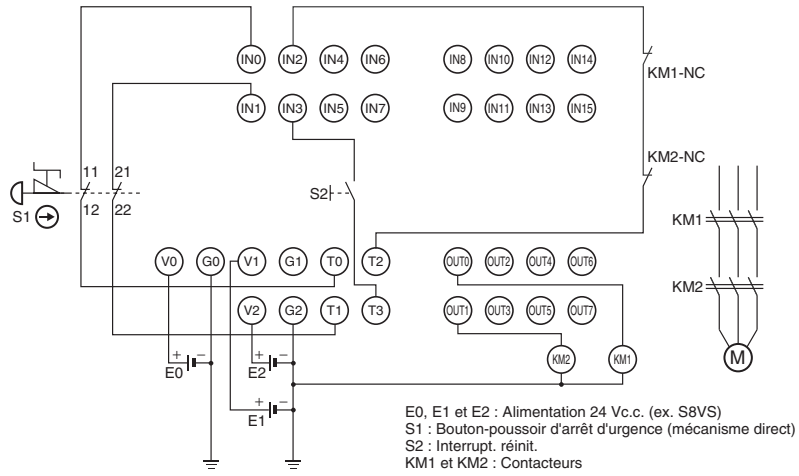 IN0 IN2 IN4 IN6 IN8 IN10 IN12 IN14
KM1-NC
IN1 IN3 IN5 IN7 IN9 IN11 IN13 IN15
KM2-NC
11 21
S2
S1 12 22
KM1
V0 G0 V1 G1 T0 T2 OUT0 OUT2 OUT4 OUT6
KM2
V2 G2 T1 T3 OUT1 OUT3 OUT5 OUT7
+ − + − KM2 KM1 M
E0 E2
+ −
E1
E0, E1 et E2 : Alimentation 24 Vc.c. (ex. S8VS)
S1 : Bouton-poussoir d'arrêt d'urgence (mécanisme direct)
S2 : Interrupt. réinit.
KM1 et KM2 : Contacteurs